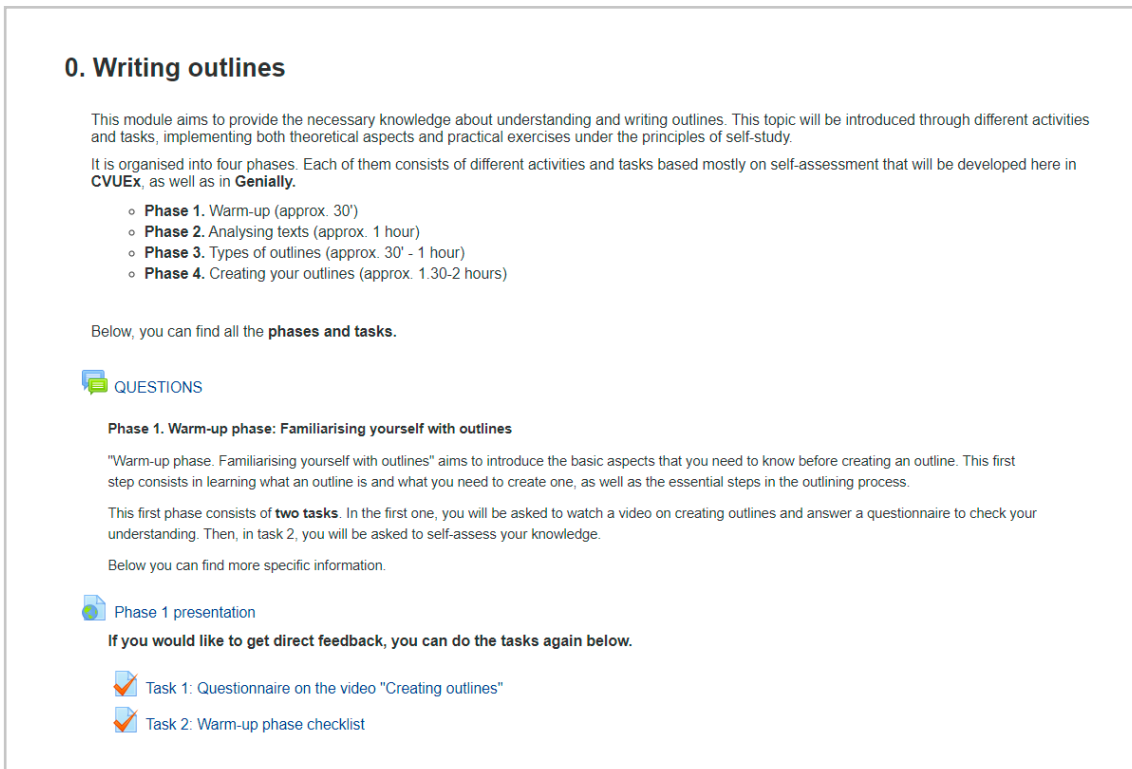 0. Writing outlines
This module aims to provide the necessary knowledge about understanding and writing outlines. This topic will be introduced through different activities
and tasks, implementing both theoretical aspects and practical exercises under the principles of self-study.
It is organised into four phases. Each of them consists of different activities and tasks based mostly on self-assessment that will be developed here in
CVUEx, as well as in Genially.
◦ Phase 1. Warm-up (approx. 30')
◦ Phase 2. Analysing texts (approx. 1 hour)
◦ Phase 3. Types of outlines (approx. 30' - 1 hour)
◦ Phase 4. Creating your outlines (approx. 1.30-2 hours)
Below, you can find all the phases and tasks.
QUESTIONS
Phase 1. Warm-up phase: Familiarising yourself with outlines
"Warm-up phase. Familiarising yourself with outlines" aims to introduce the basic aspects that you need to know before creating an outline. This first
step consists in learning what an outline is and what you need to create one, as well as the essential steps in the outlining process.
This first phase consists of two tasks. In the first one, you will be asked to watch a video on creating outlines and answer a questionnaire to check your
understanding. Then, in task 2, you will be asked to self-assess your knowledge.
Below you can find more specific information.
Phase 1 presentation
If you would like to get direct feedback, you can do the tasks again below.
Task 1: Questionnaire on the video "Creating outlines"
Task 2: Warm-up phase checklist